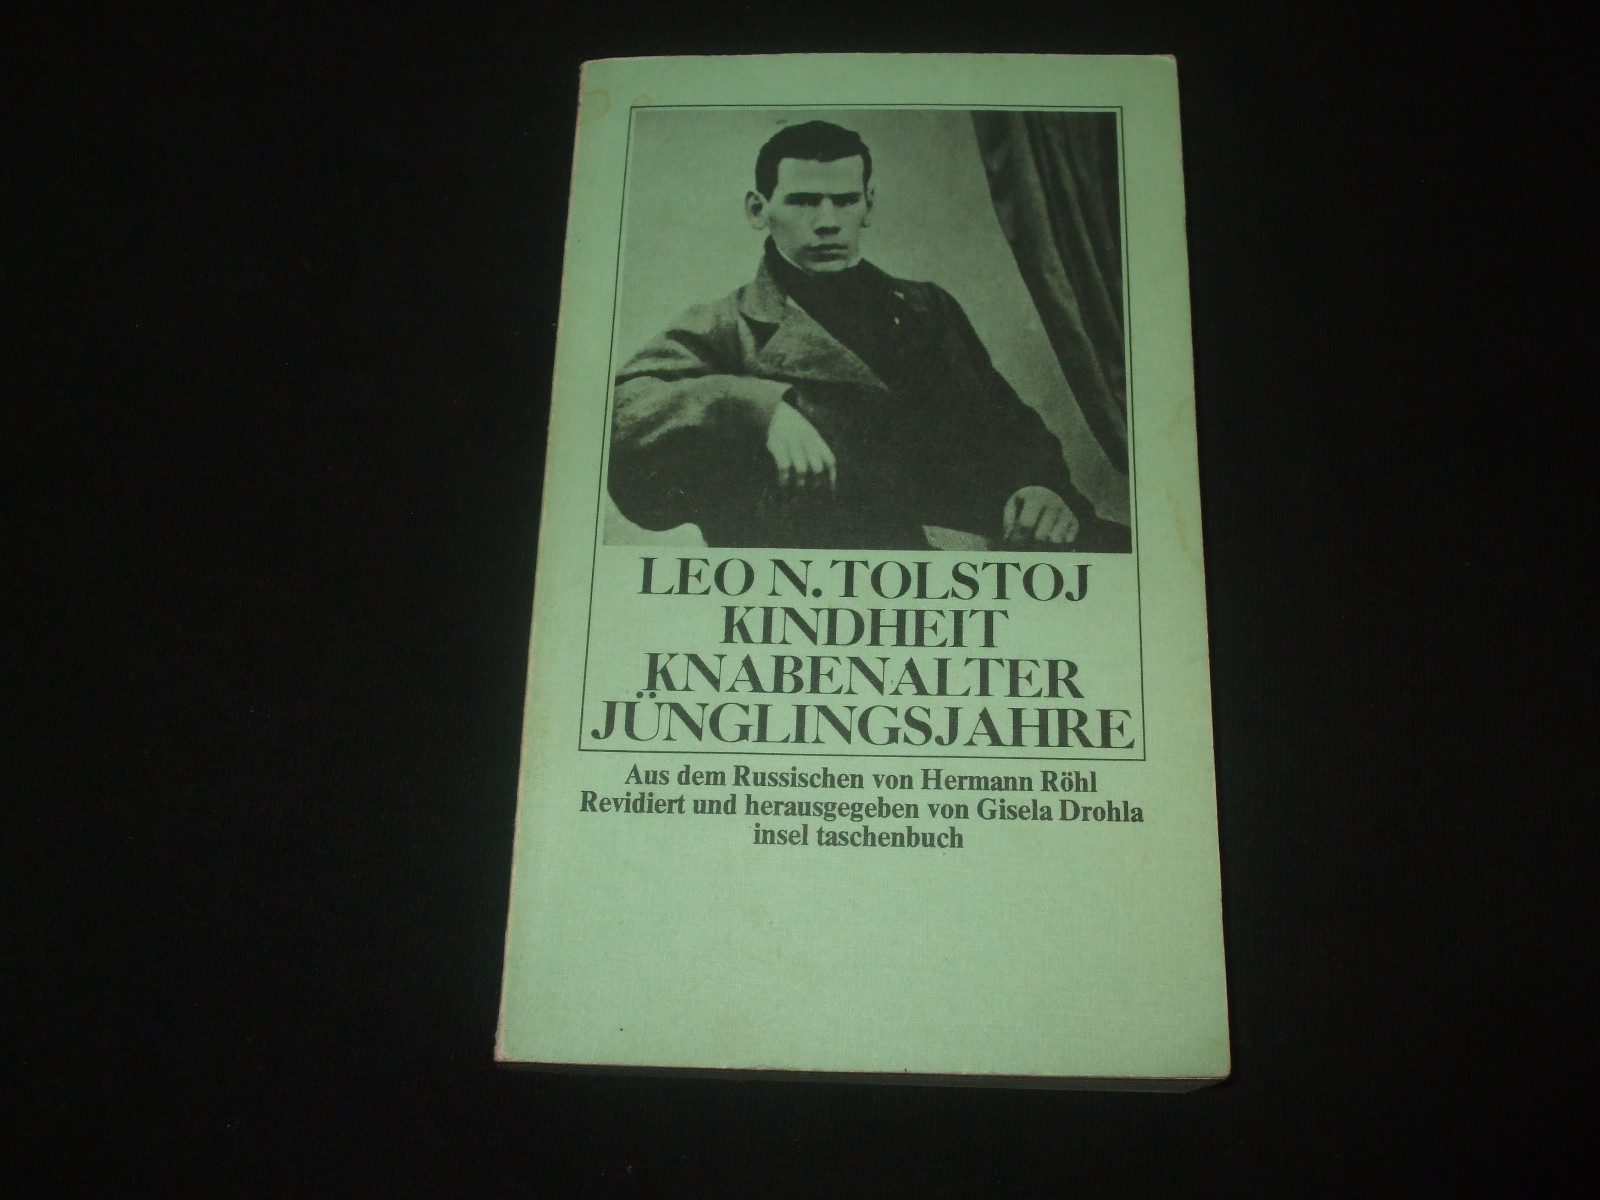 LEO N. TOLSTOJ
KINDHEIT
KNABENALTER
JÜNGLINGSJAHRE
Aus dem Russischen von Hermann Röhl
Revidiert und herausgegeben von Gisela Drohla
insel taschenbuch